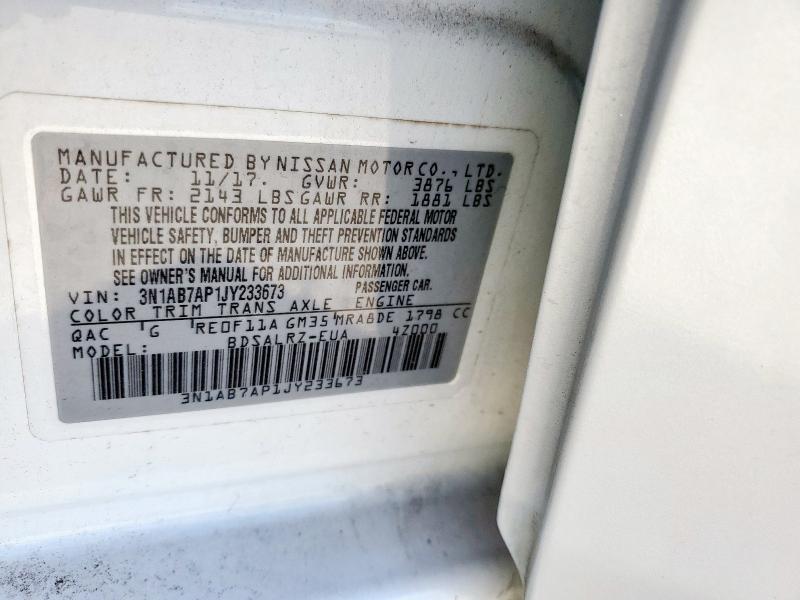 MANUFACTURED BY NISSAN MOTOR CO., LTD.
DATE: 11/17. GVWR: 3876 LBS
GAWR FR: 2143 LBS GAWR RR: 1881 LBS
THIS VEHICLE CONFORMS TO ALL APPLICABLE FEDERAL MOTOR
VEHICLE SAFETY, BUMPER AND THEFT PREVENTION STANDARDS
IN EFFECT ON THE DATE OF MANUFACTURE SHOWN ABOVE.
SEE OWNER'S MANUAL FOR ADDITIONAL INFORMATION.
VIN: 3N1AB7AP1JY233673 PASSENGER CAR.
COLOR TRIM TRANS AXLE ENGINE
QAC G RE0F11A GM35 MRA8DE 1798 CC
MODEL: BDSALRZ-EUA 4Z000
3N1AB7AP1JY233673